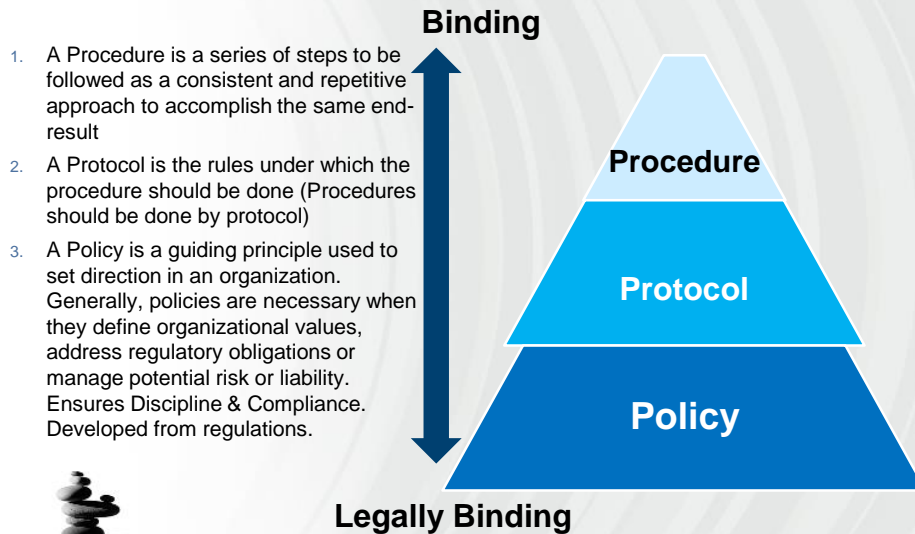 Binding
1. A Procedure is a series of steps to be
followed as a consistent and repetitive
approach to accomplish the same end-
result
2. A Protocol is the rules under which the
procedure should be done (Procedures
should be done by protocol)
3. A Policy is a guiding principle used to
set direction in an organization.
Generally, policies are necessary when
they define organizational values,
address regulatory obligations or
manage potential risk or liability.
Ensures Discipline & Compliance.
Developed from regulations.
Procedure
Protocol
Policy
Legally Binding